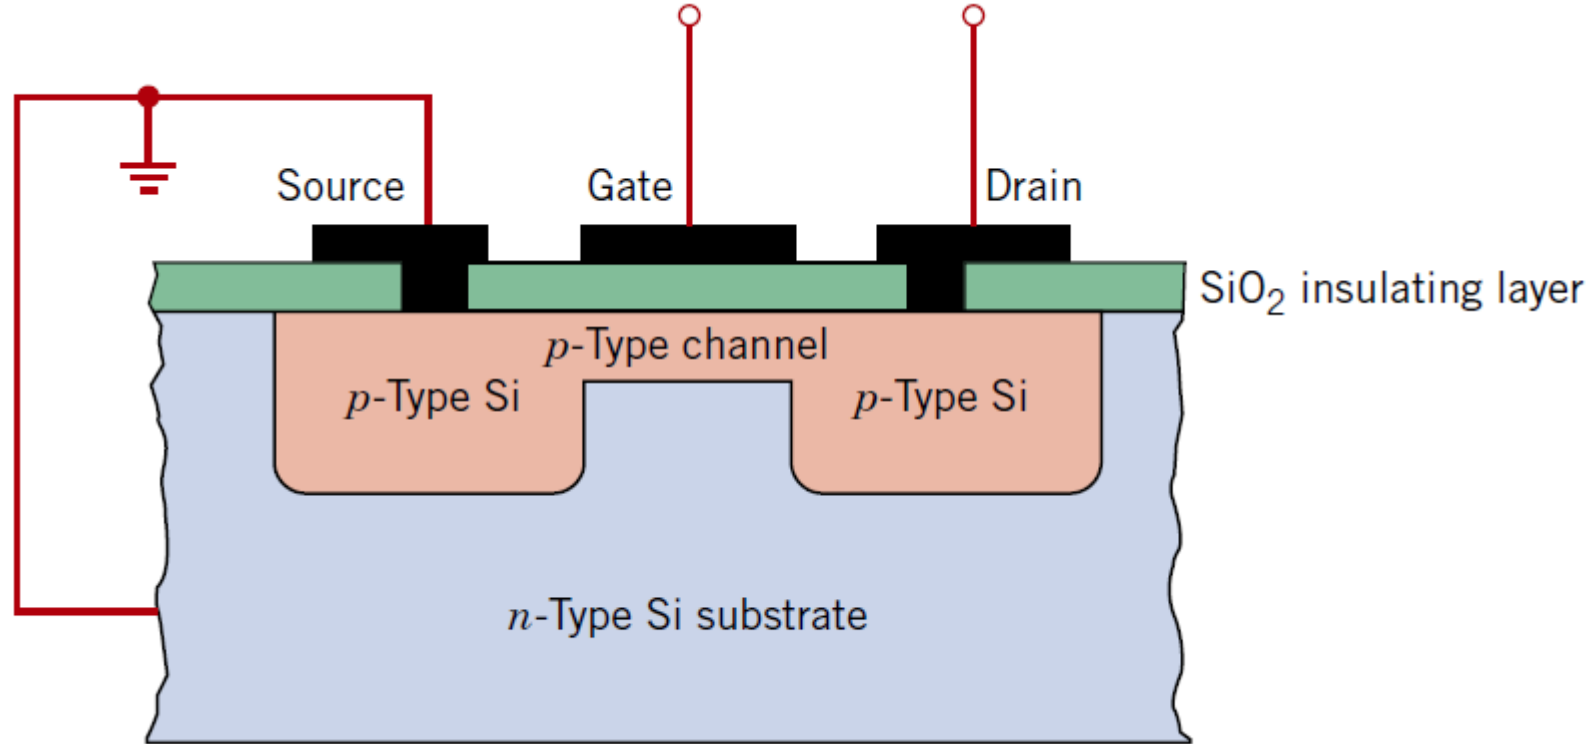 Source
Gate
Drain
SiO₂ insulating layer
p-Type channel
p-Type Si
p-Type Si
n-Type Si substrate